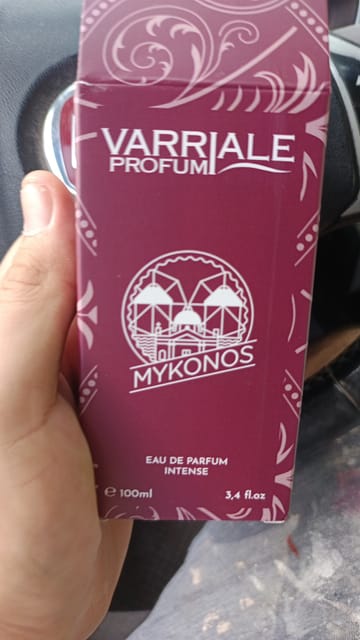 VARRIALE
PROFUMI
MYKONOS
EAU DE PARFUM
INTENSE
℮ 100ml 3,4 fl.oz